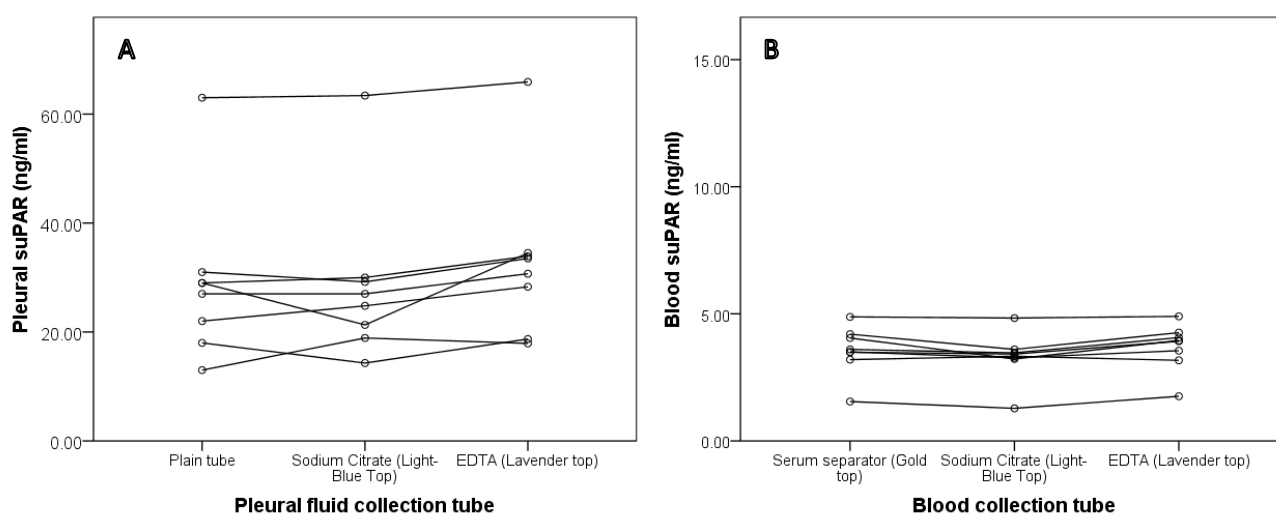 A
Pleural suPAR (ng/ml)
60.00
40.00
20.00
0.00
Plain tube
Sodium Citrate (Light-
Blue Top)
EDTA (Lavender top)
Pleural fluid collection tube
B
Blood suPAR (ng/ml)
15.00
10.00
5.00
0.00
Serum separator (Gold
top)
Sodium Citrate (Light-
Blue Top)
EDTA (Lavender top)
Blood collection tube